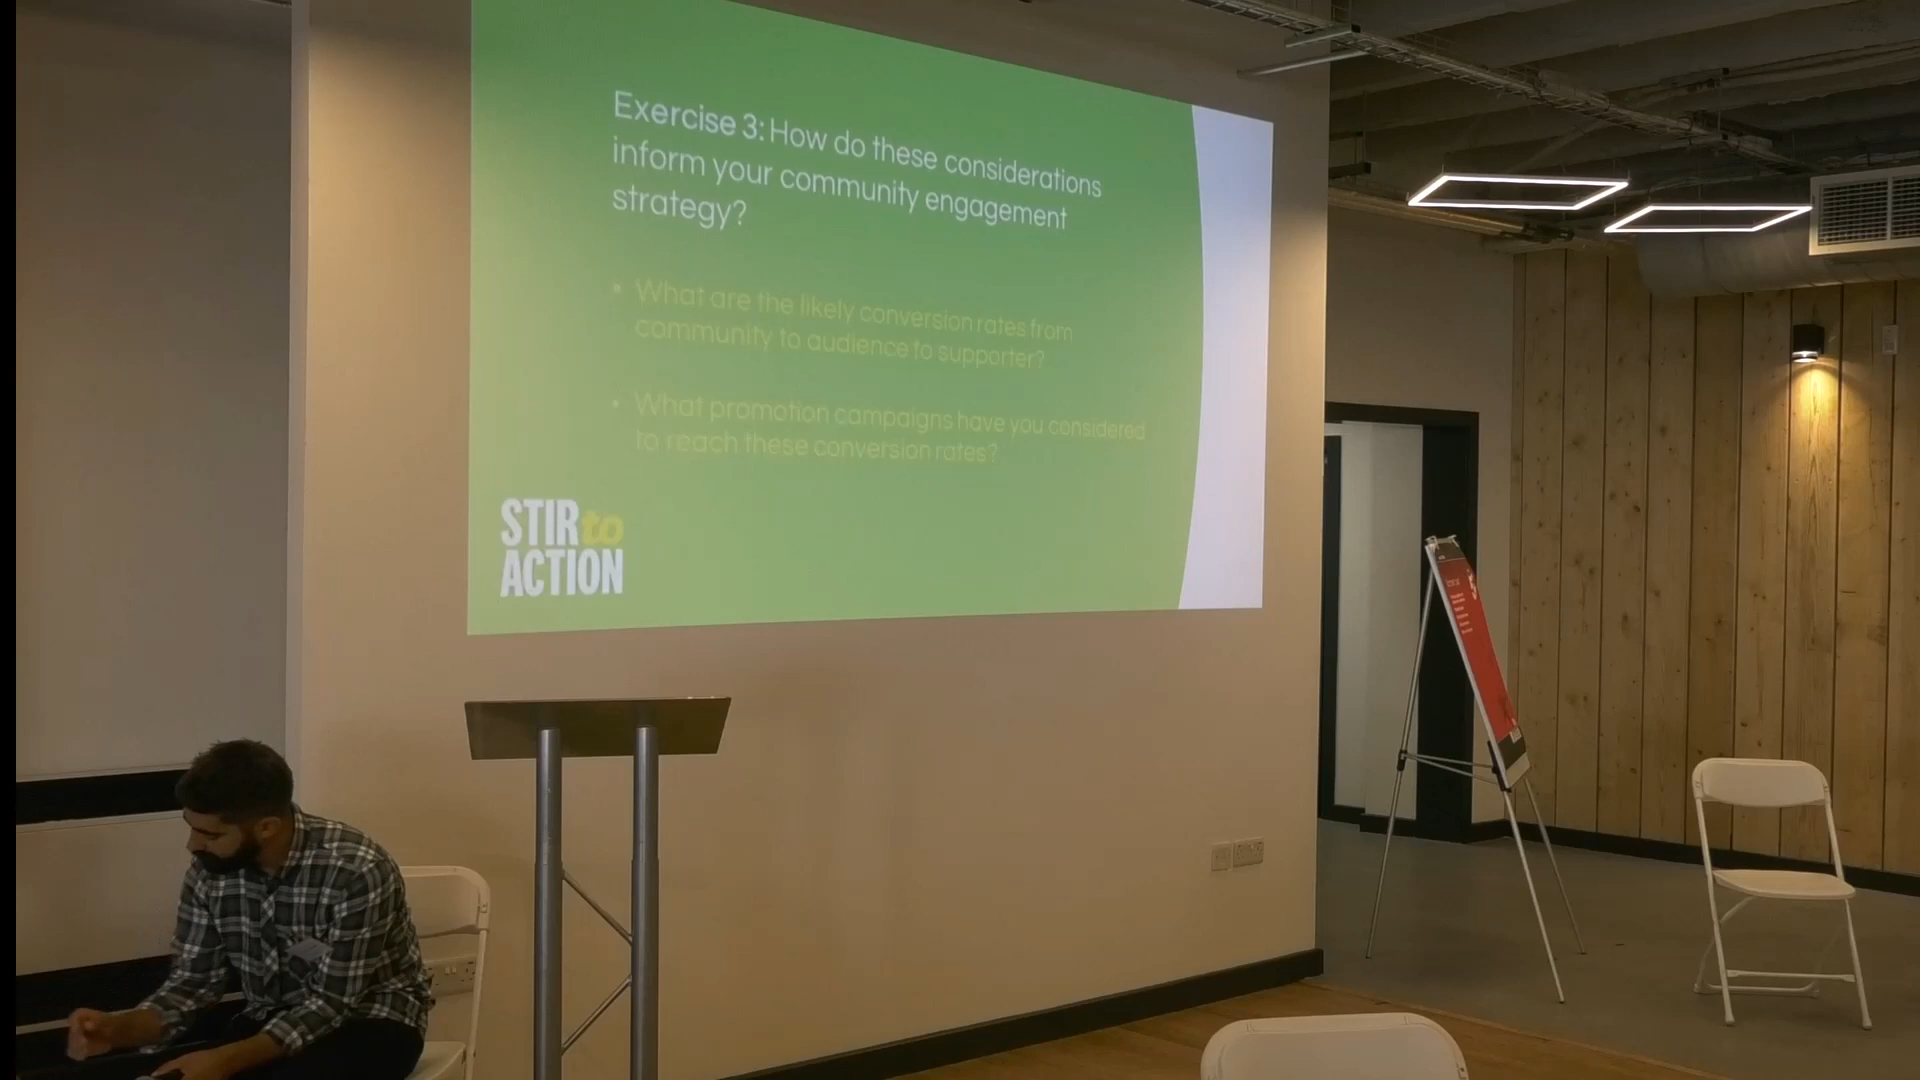 Exercise 3: How do these considerations
inform your community engagement
strategy?
• What are the likely conversion rates from
community to audience to supporter?
• What promotion campaigns have you considered
to reach these conversion rates?
STIR to
ACTION